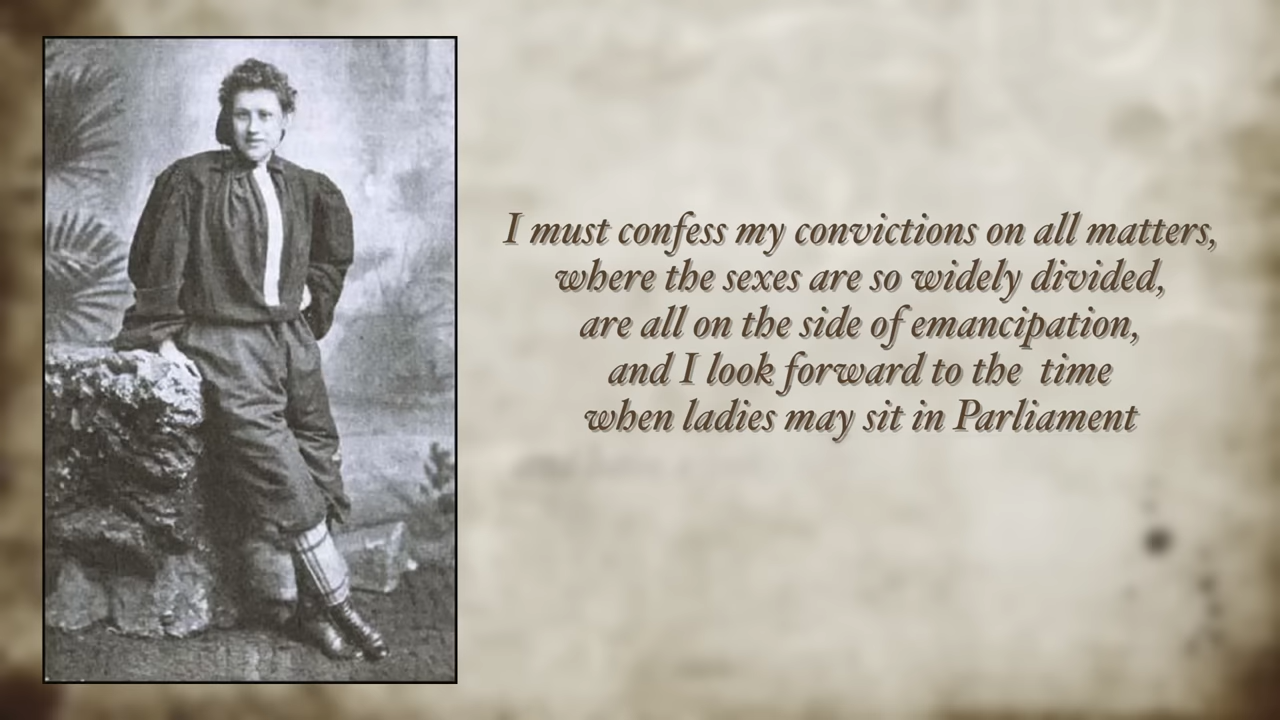 I must confess my convictions on all matters,
where the sexes are so widely divided,
are all on the side of emancipation,
and I look forward to the  time
when ladies may sit in Parliament